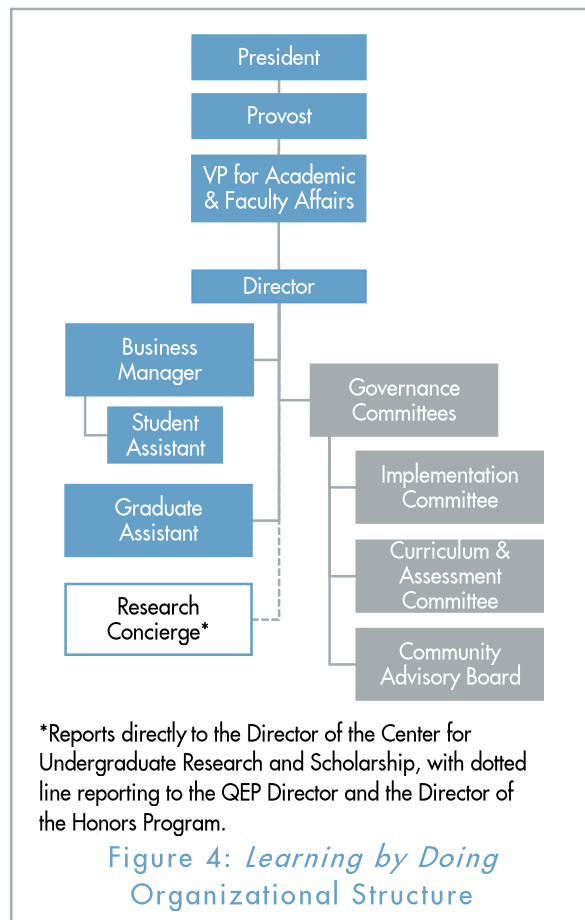 President
Provost
VP for Academic
& Faculty Affairs
Director
Business
Manager
Student
Assistant
Graduate
Assistant
Research
Concierge*
Governance
Committees
Implementation
Committee
Curriculum &
Assessment
Committee
Community
Advisory Board
*Reports directly to the Director of the Center for
Undergraduate Research and Scholarship, with dotted
line reporting to the QEP Director and the Director of
the Honors Program.
Figure 4: Learning by Doing
Organizational Structure